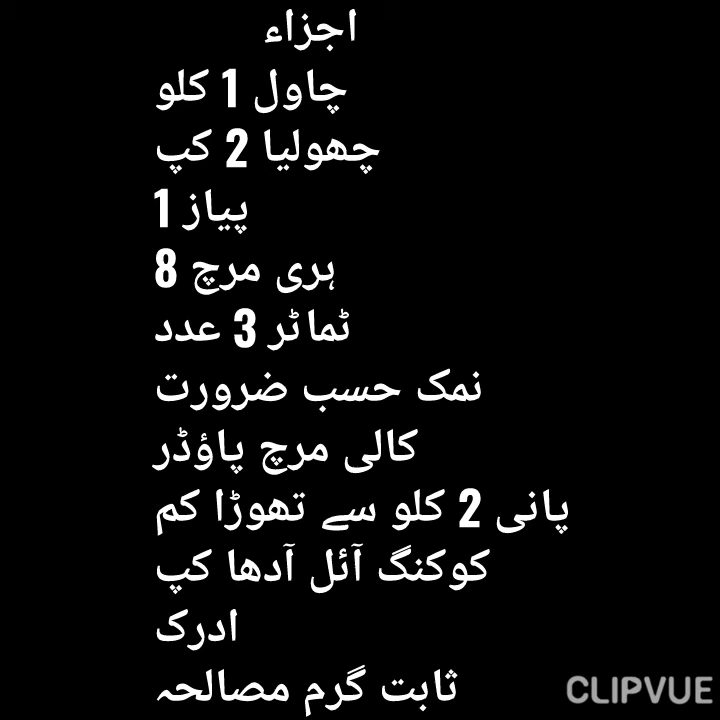 اجزاء
چاول 1 کلو
چھولیا 2 کپ
پیاز 1
ہری مرچ 8
ٹماٹر 3 عدد
نمک حسب ضرورت
کالی مرچ پاؤڈر
پانی 2 کلو سے تھوڑا کم
کوکنگ آئل آدھا کپ
ادرک
ثابت گرم مصالحہ
CLIPVUE